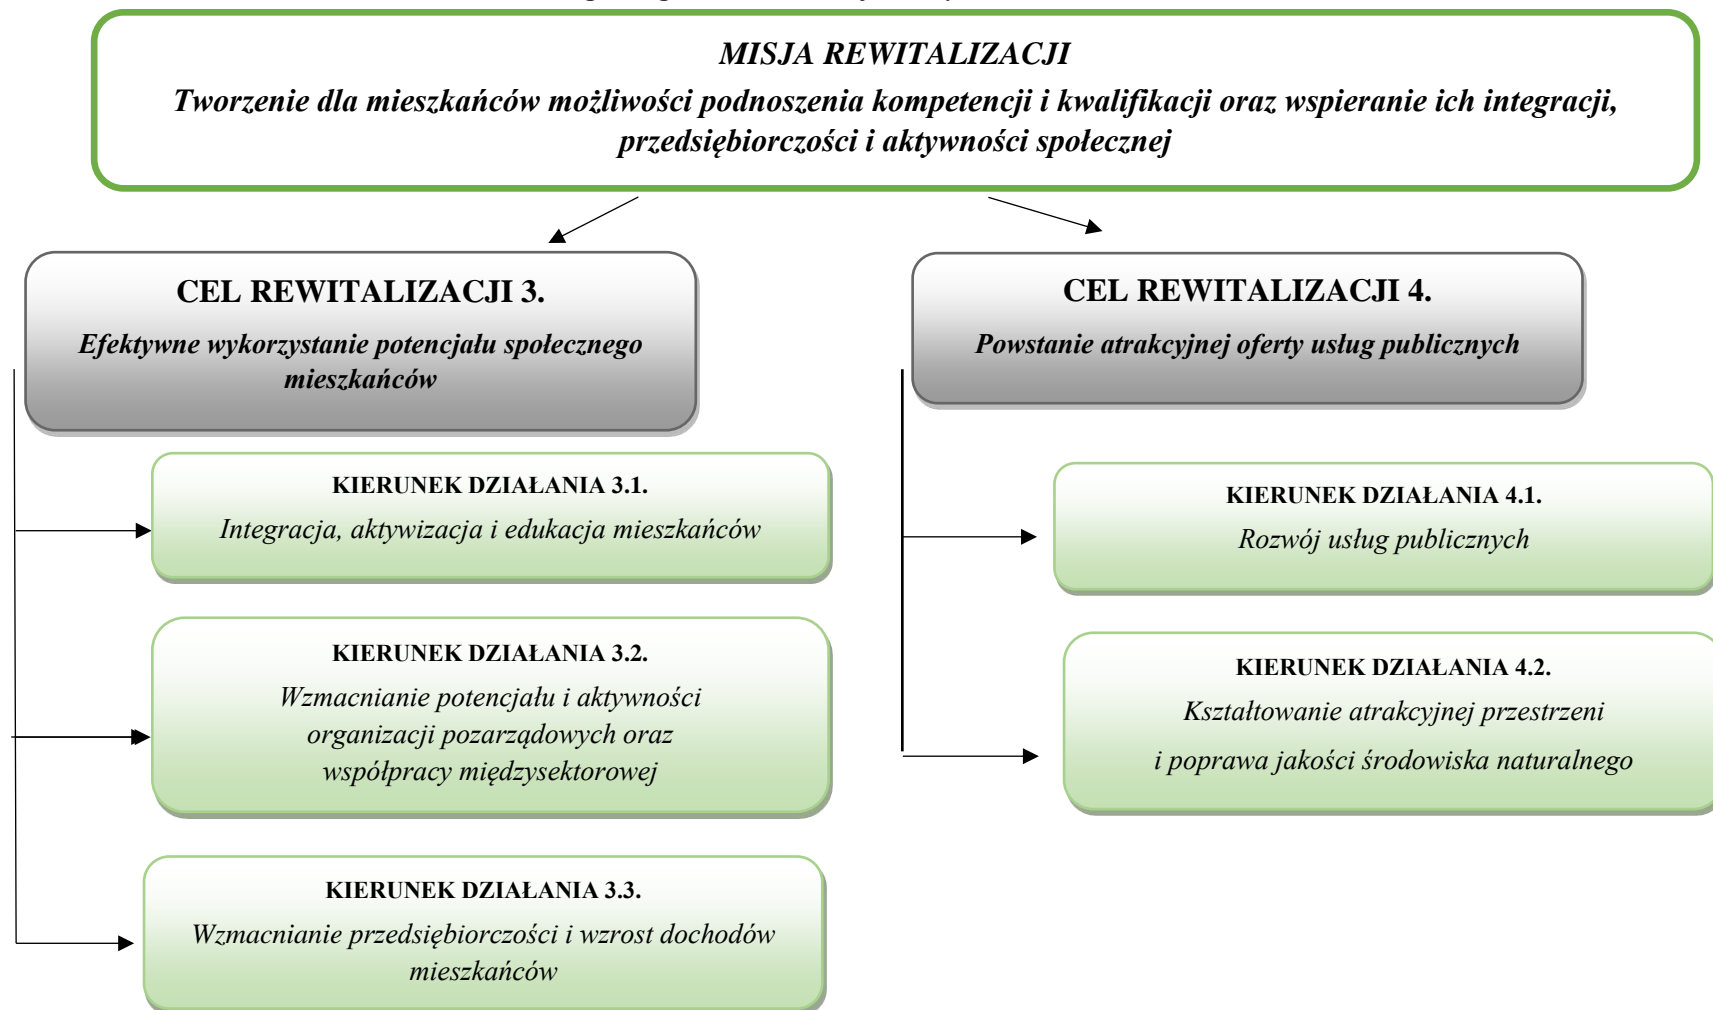 MISJA REWITALIZACJI
Tworzenie dla mieszkańców możliwości podnoszenia kompetencji i kwalifikacji oraz wspieranie ich integracji,
przedsiębiorczości i aktywności społecznej
CEL REWITALIZACJI 3.
Efektywne wykorzystanie potencjału społecznego
mieszkańców
KIERUNEK DZIAŁANIA 3.1.
Integracja, aktywizacja i edukacja mieszkańców
KIERUNEK DZIAŁANIA 3.2.
Wzmacnianie potencjału i aktywności
organizacji pozarządowych oraz
współpracy międzysektorowej
KIERUNEK DZIAŁANIA 3.3.
Wzmacnianie przedsiębiorczości i wzrost dochodów
mieszkańców
CEL REWITALIZACJI 4.
Powstanie atrakcyjnej oferty usług publicznych
KIERUNEK DZIAŁANIA 4.1.
Rozwój usług publicznych
KIERUNEK DZIAŁANIA 4.2.
Kształtowanie atrakcyjnej przestrzeni
i poprawa jakości środowiska naturalnego